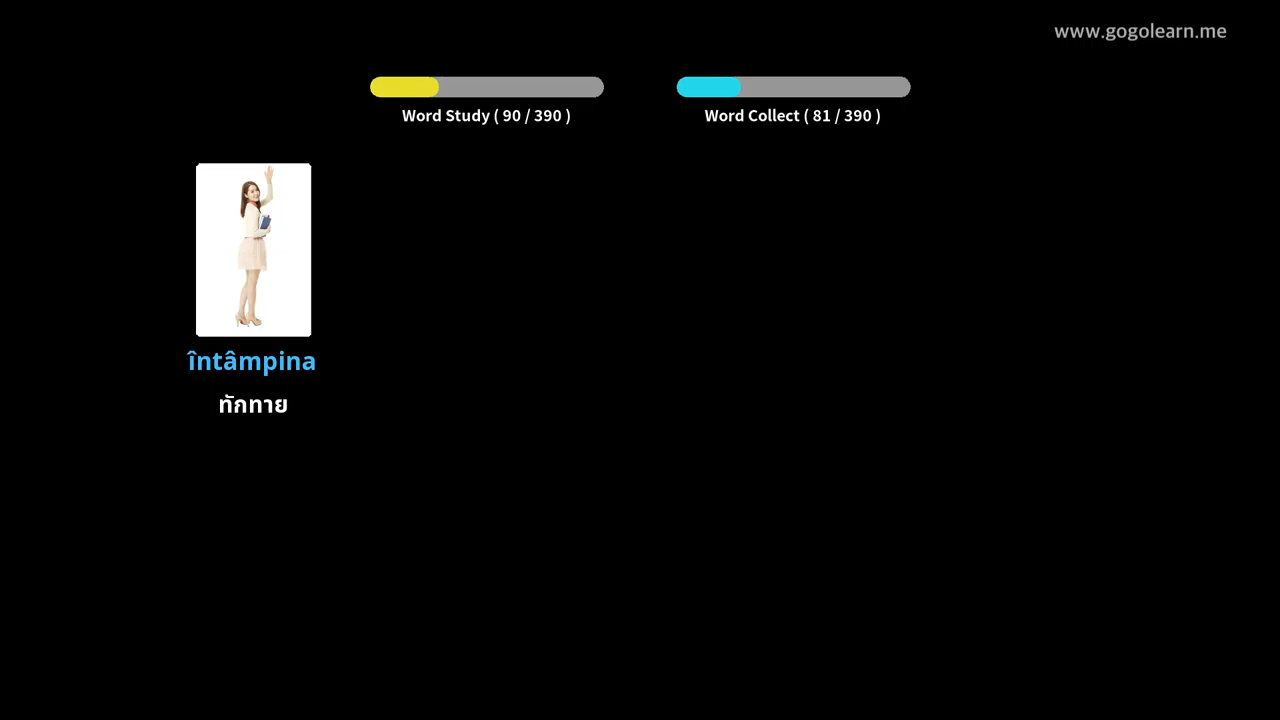 www.gogolearn.me
Word Study ( 90 / 390 )
Word Collect ( 81 / 390 )
întâmpina
ทักทาย